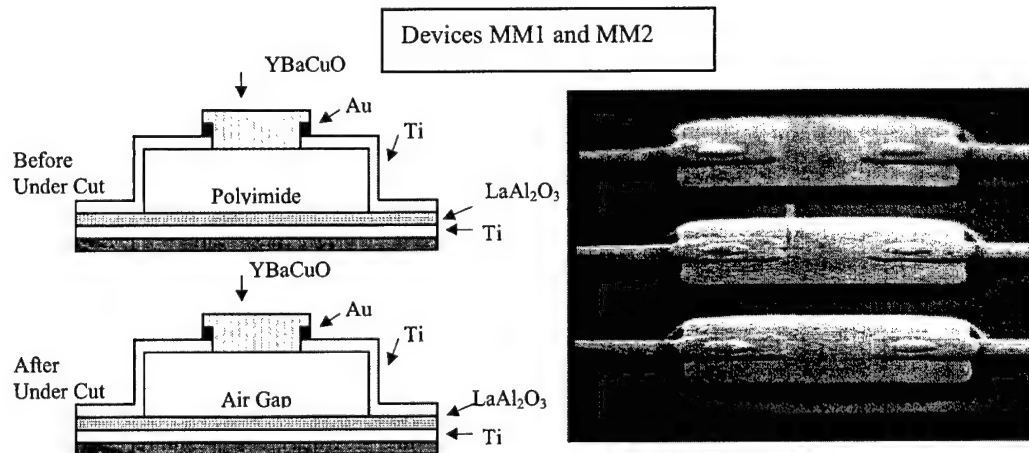 Devices MM1 and MM2
YBaCuO
Au
Ti
Before
Under Cut
Polyimide
LaAl₂O₃
Ti
YBaCuO
Au
Ti
After
Under Cut
Air Gap
LaAl₂O₃
Ti